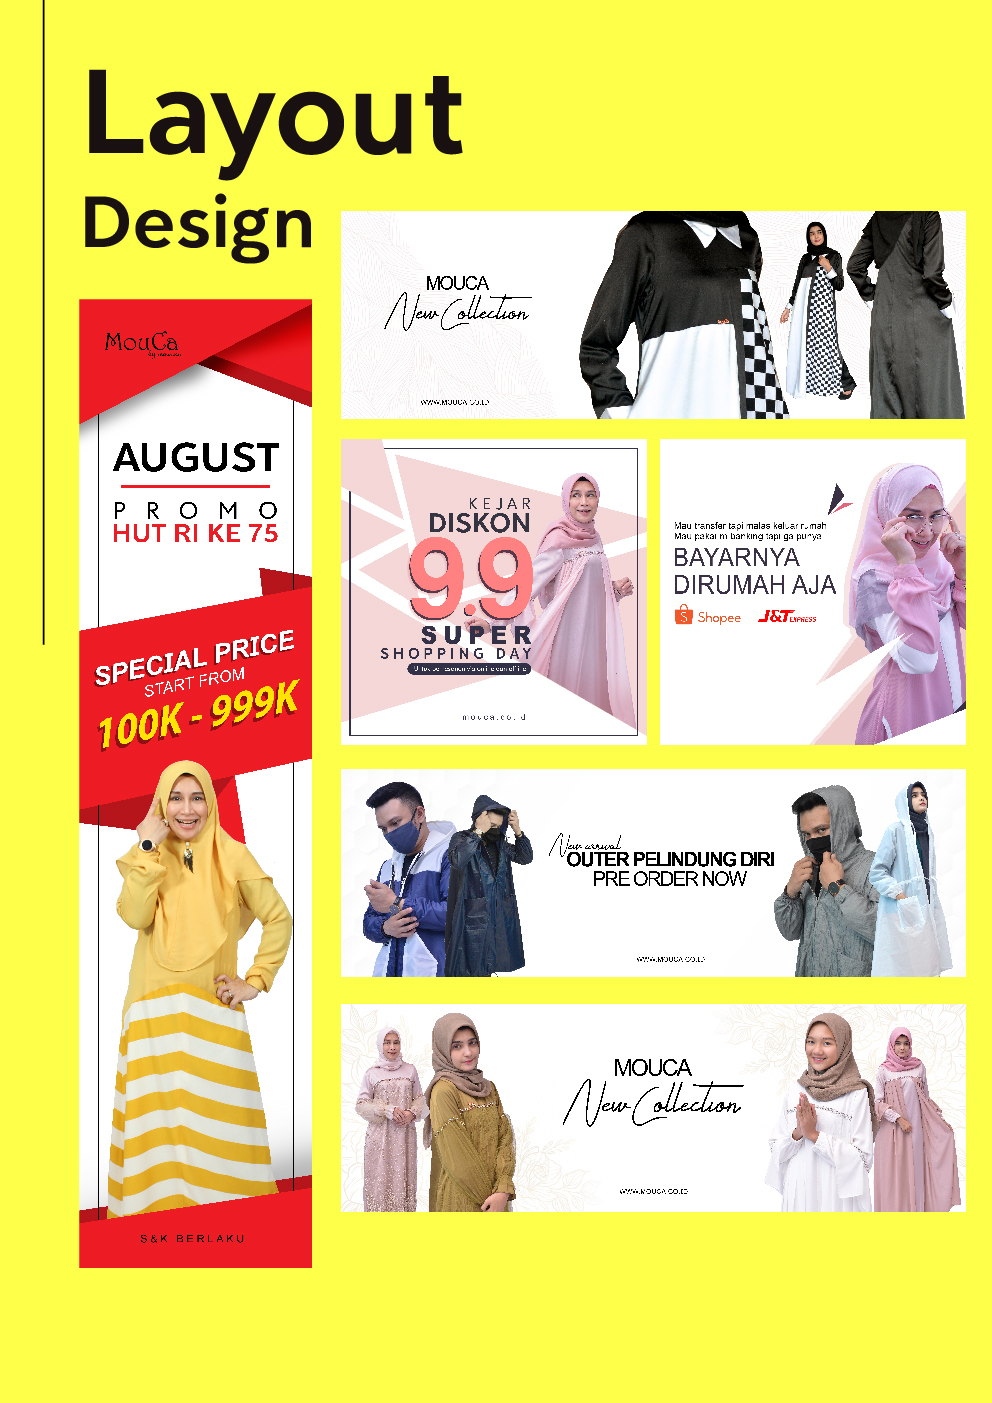 Layout
Design
MouCa
AUGUST
PROMO
HUT RI KE 75
SPECIAL PRICE
START FROM
100K - 999K
S&K BERLAKU
MOUCA
New Collection
WWW.MOUCA.CO.ID
KEJAR
DISKON
9.9
SUPER
SHOPPING DAY
mouca.co.id
Mau transfer tapi malas keluar rumah
Mau pakai m-banking tapi ga punya
BAYARNYA
DIRUMAH AJA
Shopee
J&T EXPRESS
New arrival
OUTER PELINDUNG DIRI
PRE ORDER NOW
WWW.MOUCA.CO.ID
MOUCA
New Collection
WWW.MOUCA.CO.ID